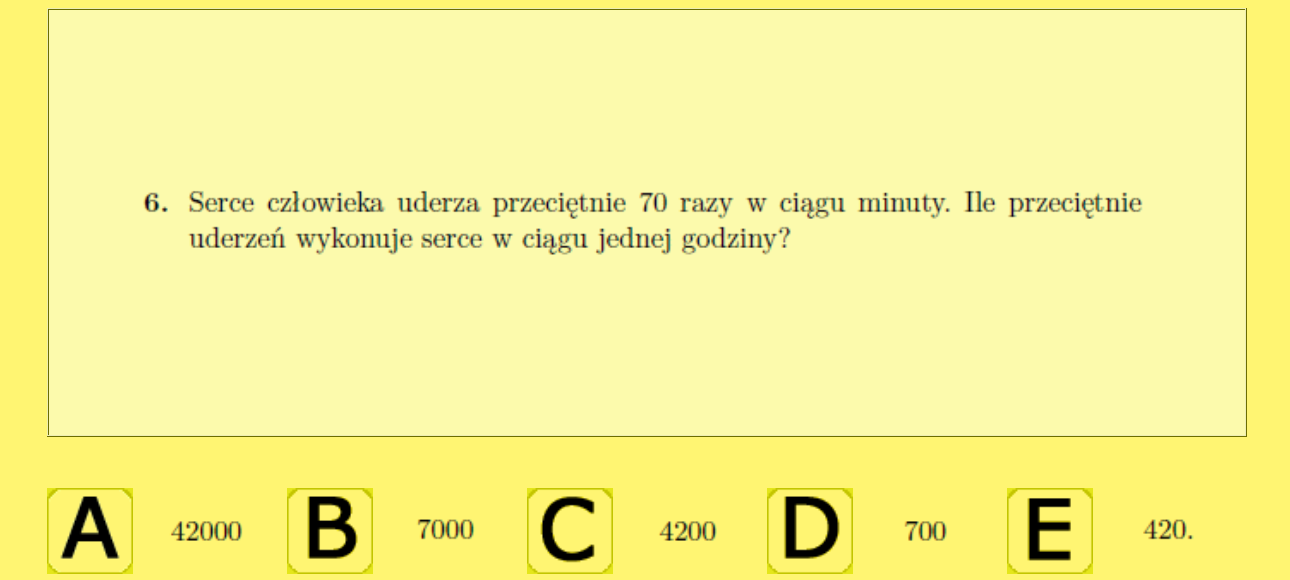 6. Serce człowieka uderza przeciętnie 70 razy w ciągu minuty. Ile przeciętnie
uderzeń wykonuje serce w ciągu jednej godziny?
A 42000 B 7000 C 4200 D 700 E 420.